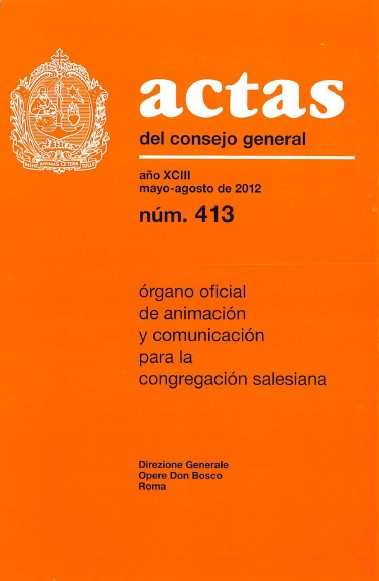 actas
del consejo general
año XCIII
mayo-agosto de 2012
núm. 413
órgano oficial
de animación
y comunicación
para la
congregación salesiana
Direzione Generale
Opere Don Bosco
Roma